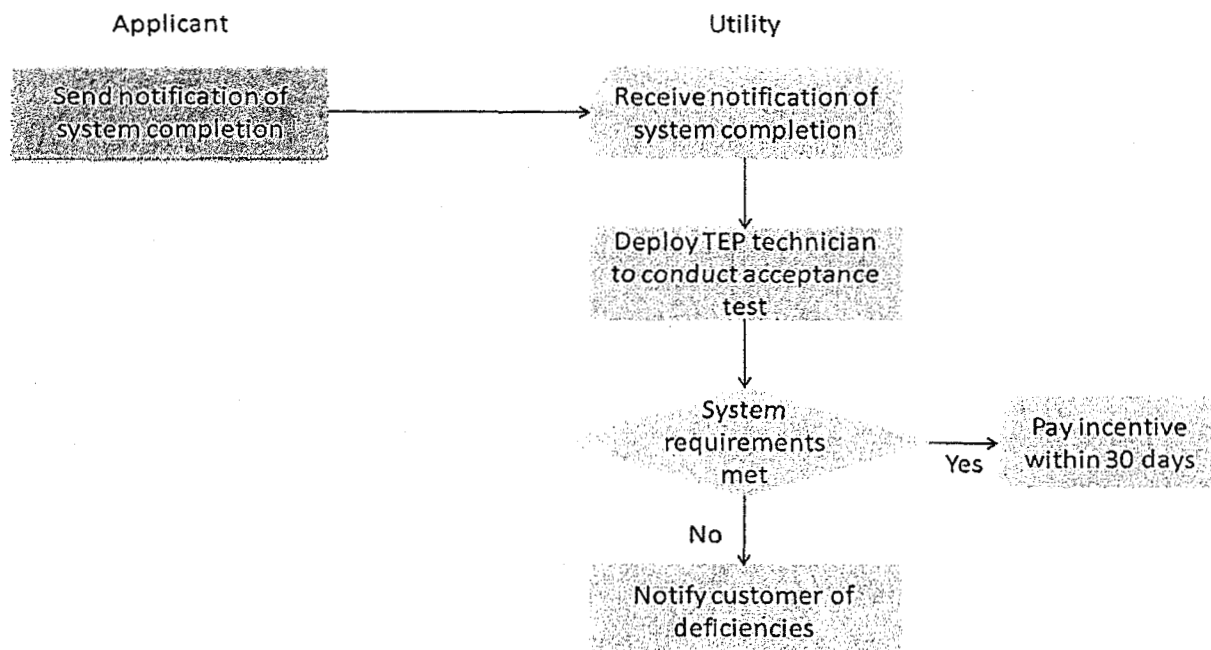 Applicant
Utility
Send notification of
system completion
Receive notification of
system completion
Deploy TEP technician
to conduct acceptance
test
System
requirements
met
Yes
Pay incentive
within 30 days
No
Notify customer of
deficiencies